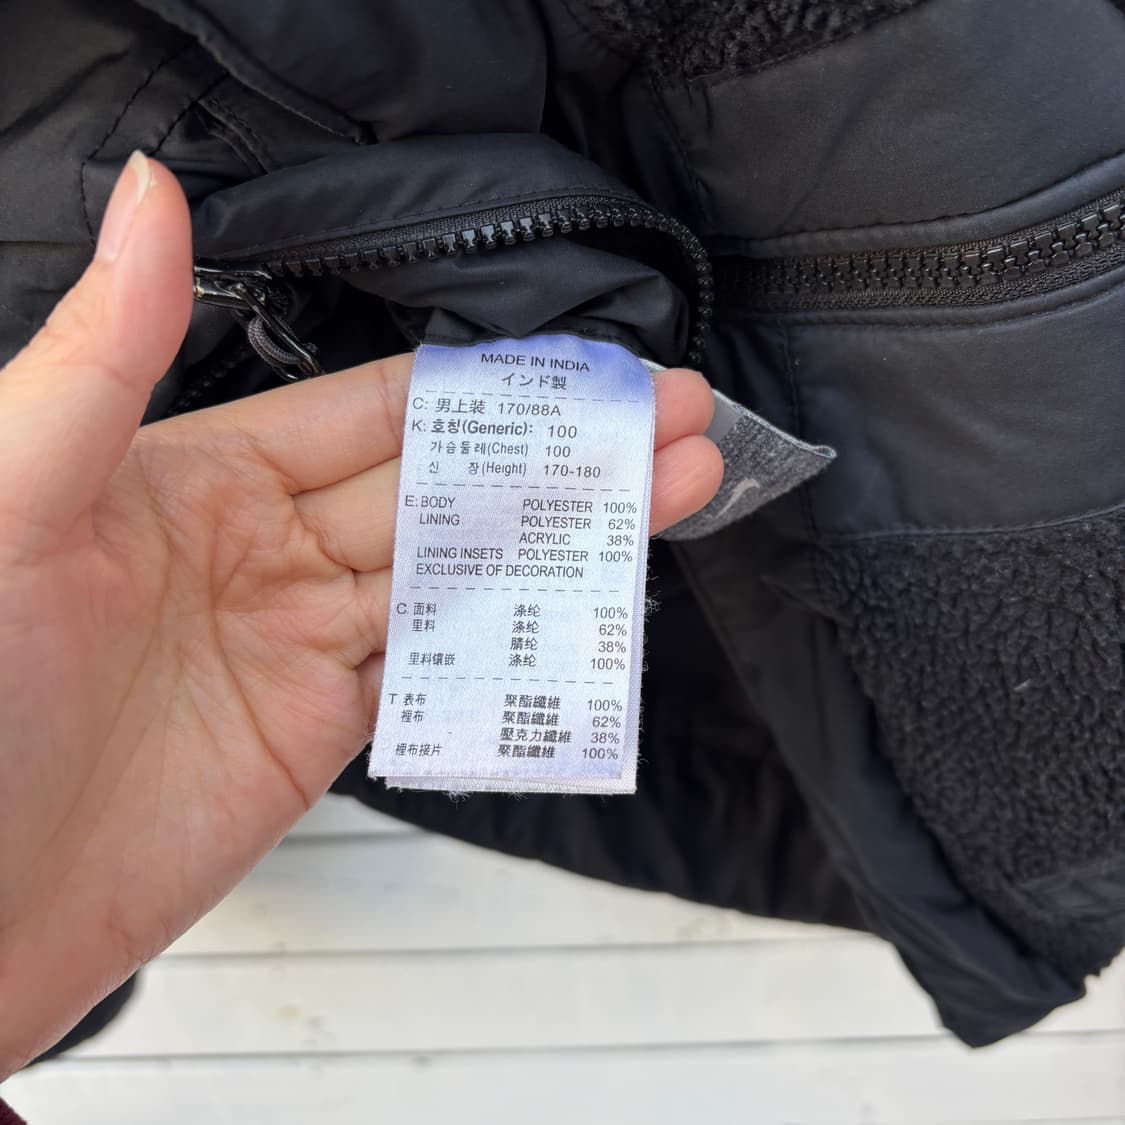 MADE IN INDIA
インド製
C: 男上装 170/88A
K: 호칭(Generic): 100
가슴둘레(Chest) 100
신 장(Height) 170-180
E: BODY POLYESTER 100%
LINING POLYESTER 62%
ACRYLIC 38%
LINING INSETS POLYESTER 100%
EXCLUSIVE OF DECORATION
C. 面料 涤纶 100%
里料 涤纶 62%
腈纶 38%
里料镶嵌 涤纶 100%
T 表布 聚酯纖維 100%
裡布 聚酯纖維 62%
壓克力纖維 38%
裡布接片 聚酯纖維 100%